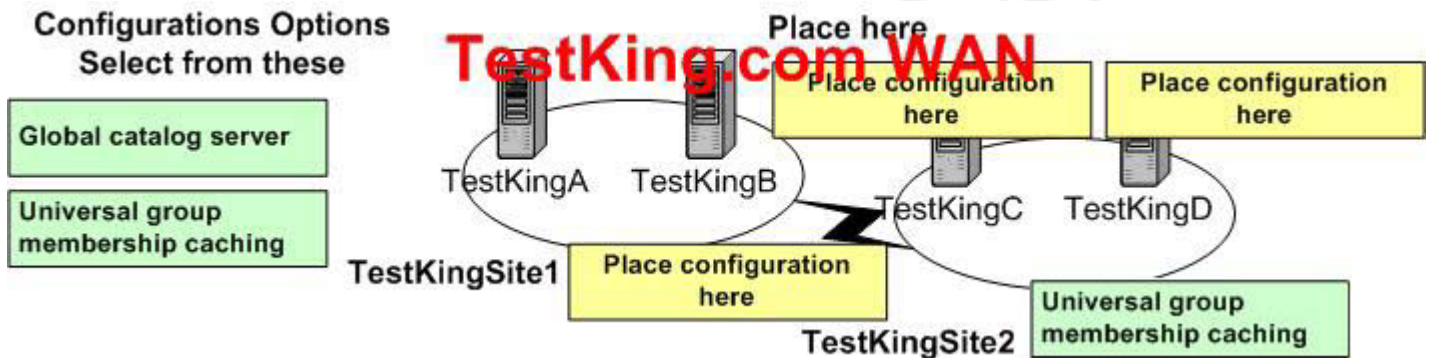 Configurations Options
Select from these
Global catalog server
Universal group
membership caching
Place here
TestKing.com WAN
Place configuration
here
Place configuration
here
TestKingA
TestKingB
TestKingC
TestKingD
TestKingSite1
Place configuration
here
TestKingSite2
Universal group
membership caching